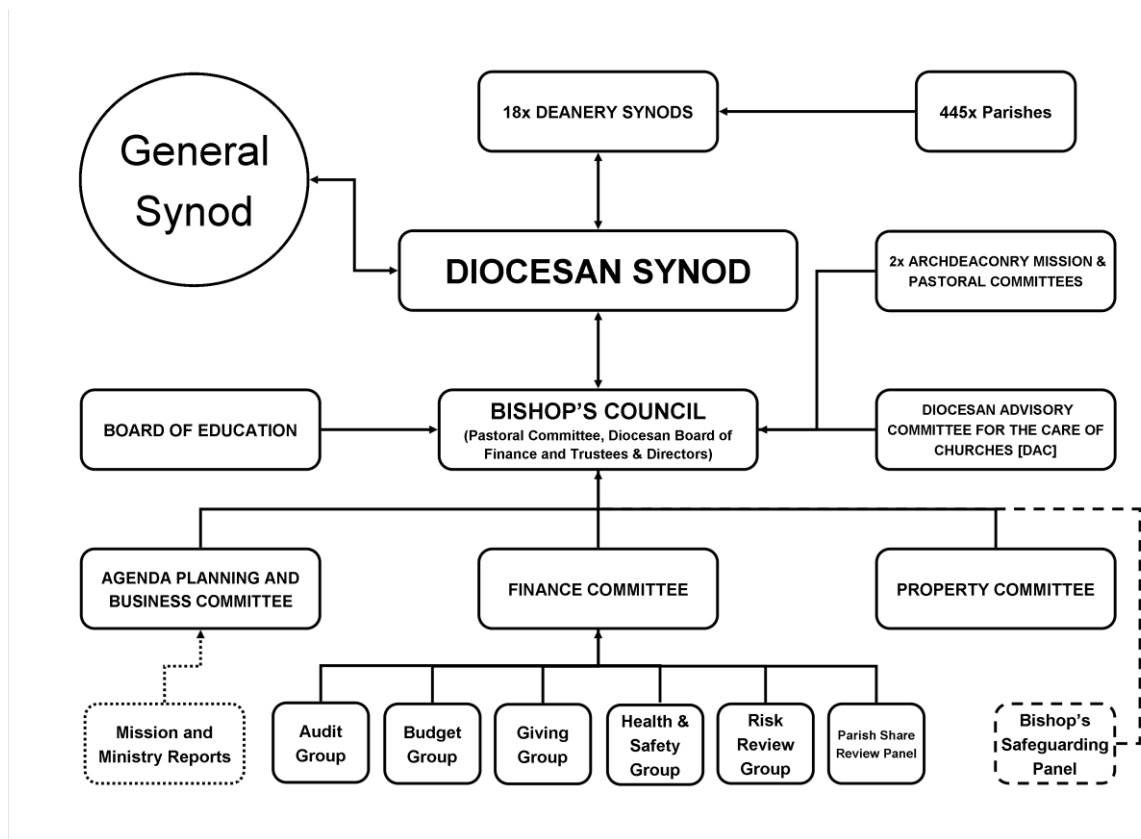 General
Synod
18x DEANERY SYNODS
445x Parishes
DIOCESAN SYNOD
2x ARCHDEACONRY MISSION &
PASTORAL COMMITTEES
BOARD OF EDUCATION
BISHOP’S COUNCIL
(Pastoral Committee, Diocesan Board of
Finance and Trustees & Directors)
DIOCESAN ADVISORY
COMMITTEE FOR THE CARE OF
CHURCHES [DAC]
AGENDA PLANNING AND
BUSINESS COMMITTEE
FINANCE COMMITTEE
PROPERTY COMMITTEE
Mission and
Ministry Reports
Audit
Group
Budget
Group
Giving
Group
Health &
Safety
Group
Risk
Review
Group
Parish Share
Review Panel
Bishop’s
Safeguarding
Panel